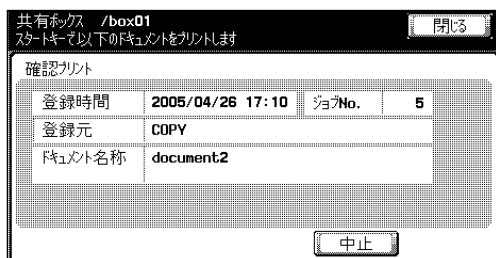 共有ボックス /box01
閉じる
スタートキーで以下のドキュメントをプリントします
確認プリント
登録時間 2005/04/26 17:10 ジョブNo. 5
登録元 COPY
ドキュメント名称 document2
中止